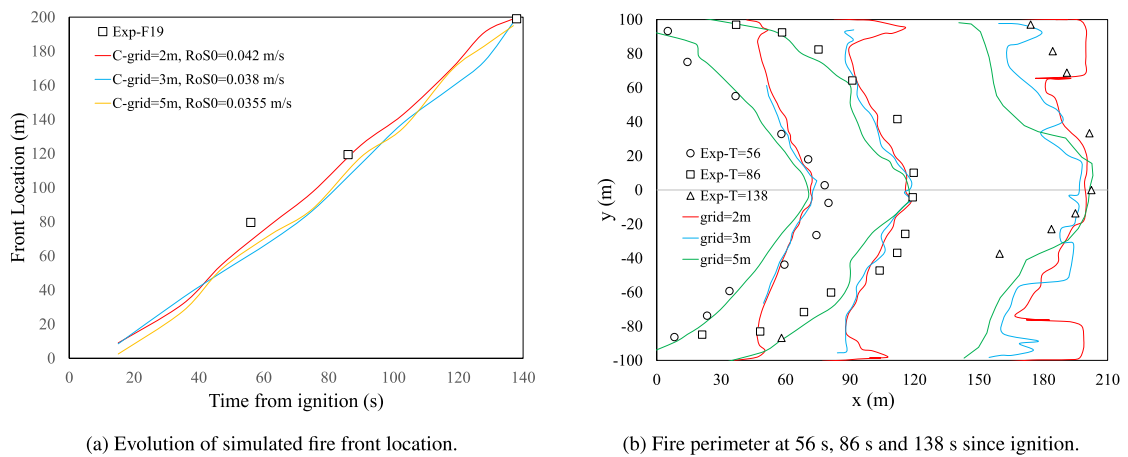 200
180
160
140
120
100
80
60
40
20
0
0 20 40 60 80 100 120 140
Front Location (m)
Time from ignition (s)
Exp-F19
C-grid=2m, RoS0=0.042 m/s
C-grid=3m, RoS0=0.038 m/s
C-grid=5m, RoS0=0.0355 m/s
(a) Evolution of simulated fire front location.
100
80
60
40
20
0
-20
-40
-60
-80
-100
0 30 60 90 120 150 180 210
y (m)
x (m)
Exp-T=56
Exp-T=86
Exp-T=138
grid=2m
grid=3m
grid=5m
(b) Fire perimeter at 56 s, 86 s and 138 s since ignition.